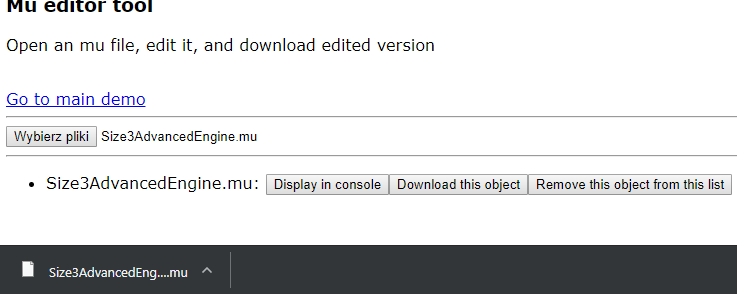 Mu editor tool
Open an mu file, edit it, and download edited version
Go to main demo
Wybierz pliki Size3AdvancedEngine.mu
Size3AdvancedEngine.mu: Display in console Download this object Remove this object from this list
Size3AdvancedEng....mu